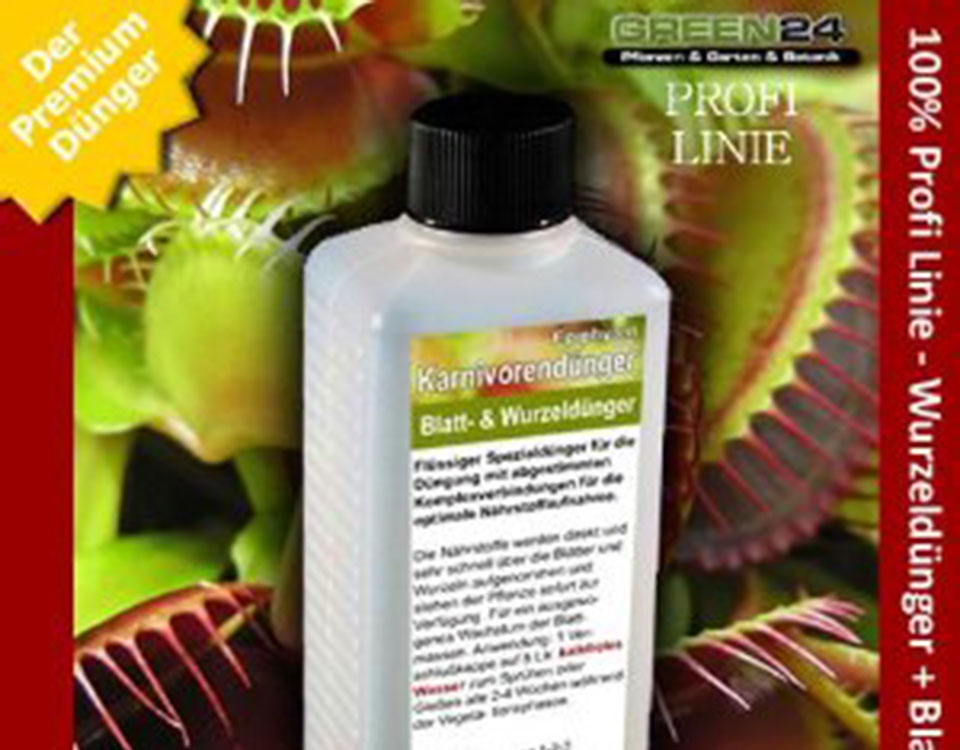 Der
Premium
Dünger
GREEN24
Pflanzen & Garten & Botanik
PROFI
LINIE
100% Profi Linie - Wurzeldünger + Bla
Karnivorendünger
Blatt- & Wurzeldünger
Flüssiger Spezialdünger für die
Düngung mit abgestimmten
Komplexverbindungen für die
optimale Nährstoffaufnahme.
Die Nährstoffe werden direkt und
sehr schnell über die Blätter und
Wurzeln aufgenommen und
stehen der Pflanze sofort zur
Verfügung. Für ein ausgewo-
genes Wachstum der Blatt-
massen. Anwendung: 1 Ver-
schlußkappe auf 5 Ltr. kalkfreies
Wasser zum Sprühen oder
Gießen alle 2-4 Wochen während
der